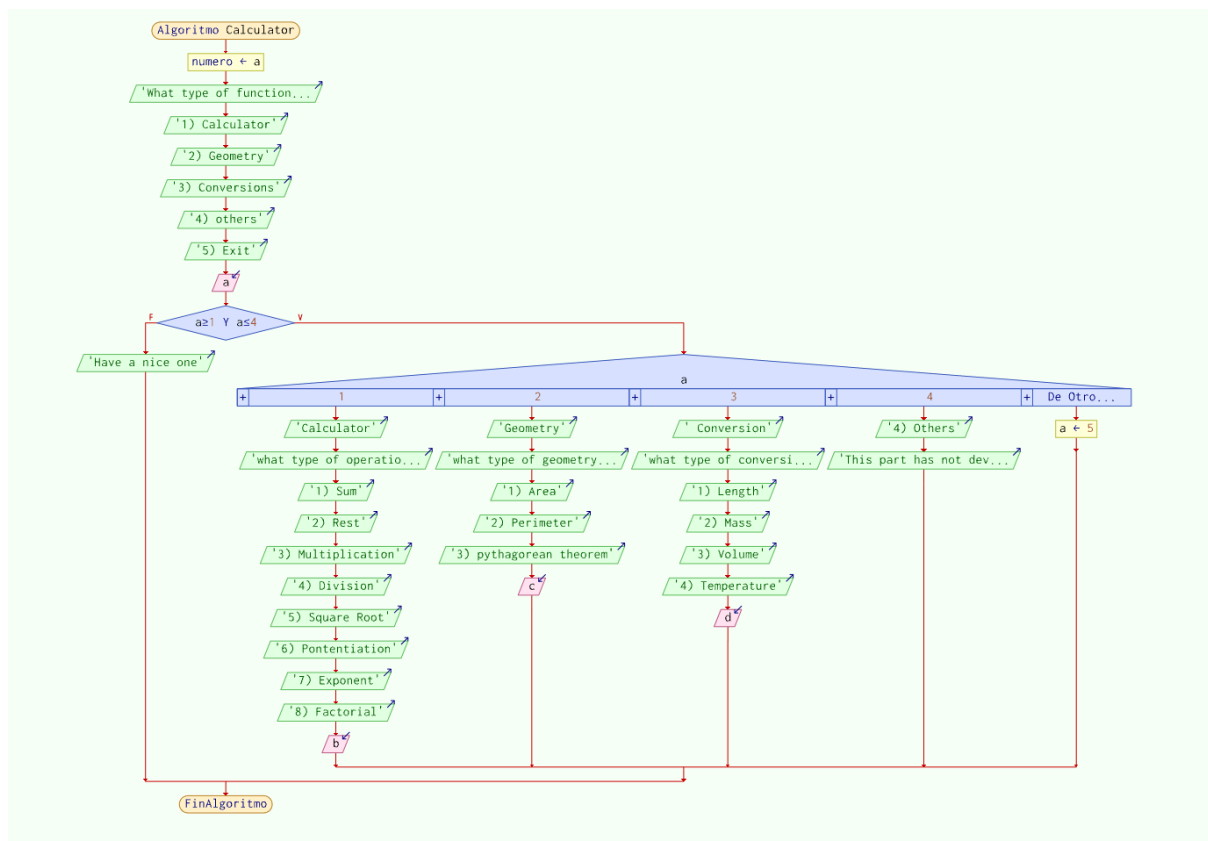 Algoritmo Calculator
numero ← a
'What type of function...
'1) Calculator'
'2) Geometry'
'3) Conversions'
'4) others'
'5) Exit'
a
F
a≥1 Y a≤4
V
'Have a nice one'
a
+ 1 + 2 + 3 + 4 + De Otro...
'Calculator'
'what type of operatio...
'1) Sum'
'2) Rest'
'3) Multiplication'
'4) Division'
'5) Square Root'
'6) Pontentiation'
'7) Exponent'
'8) Factorial'
b
'Geometry'
'what type of geometry...
'1) Area'
'2) Perimeter'
'3) pythagorean theorem'
c
' Conversion'
'what type of conversi...
'1) Length'
'2) Mass'
'3) Volume'
'4) Temperature'
d
'4) Others'
'This part has not dev...
a ← 5
FinAlgoritmo